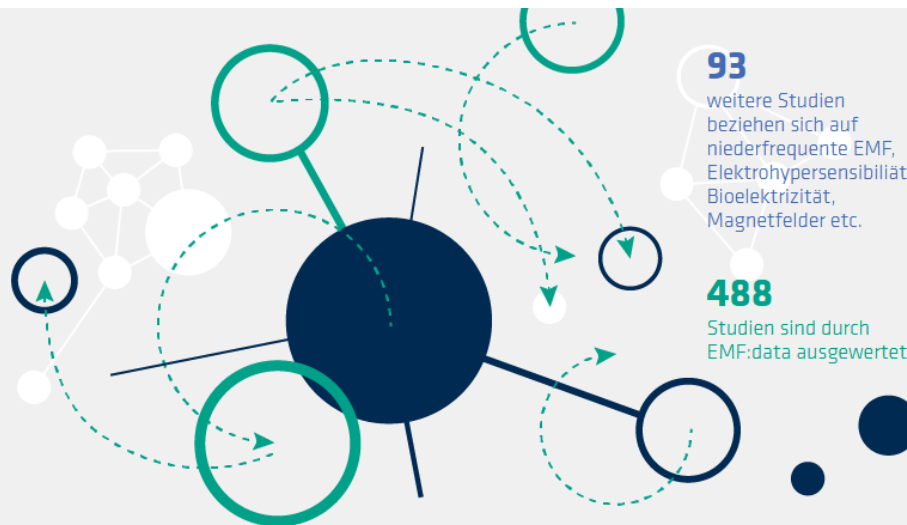 93
weitere Studien
beziehen sich auf
niederfrequente EMF,
Elektrohypersensibiliät
Bioelektrizität,
Magnetfelder etc.
488
Studien sind durch
EMF:data ausgewertet